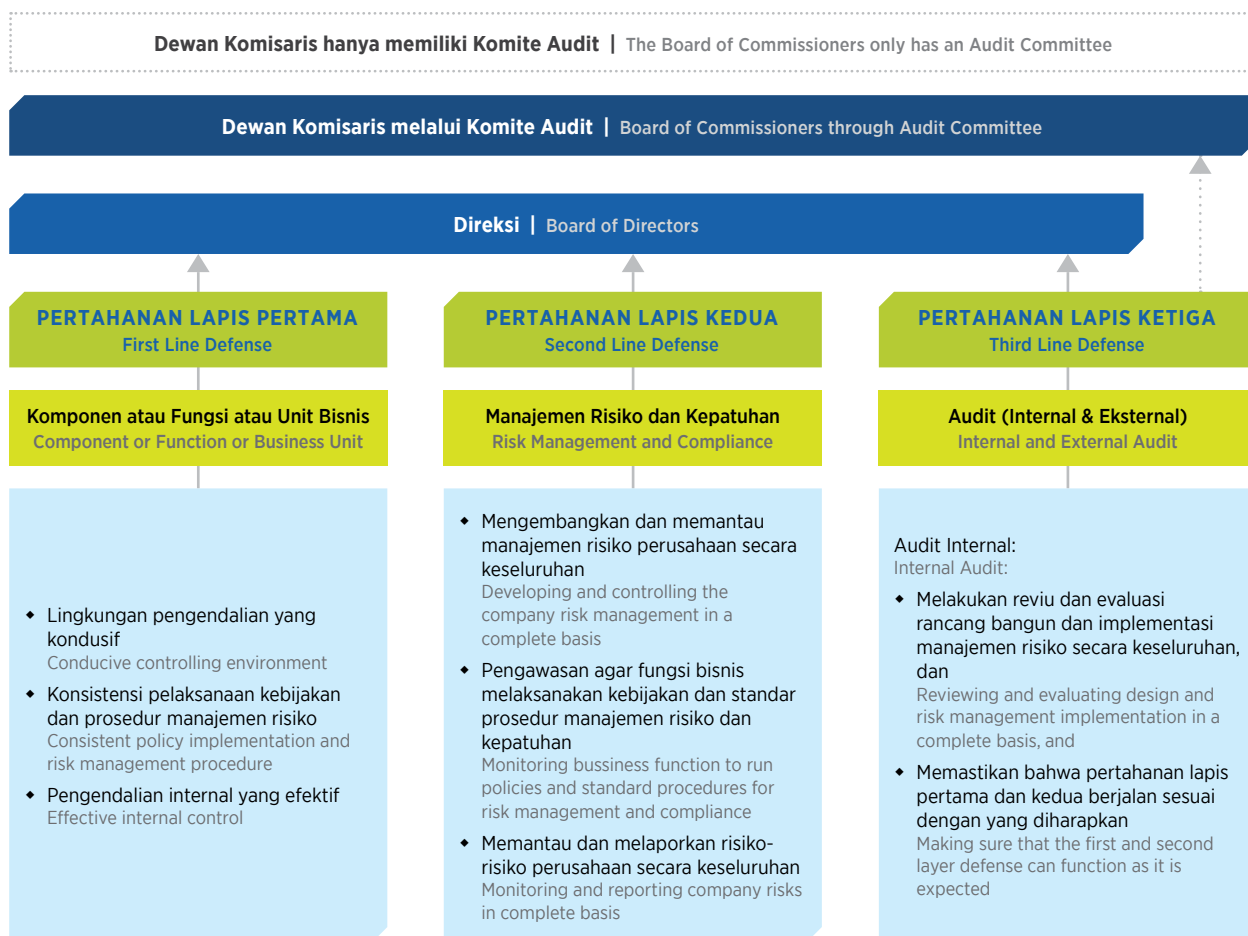 Dewan Komisaris hanya memiliki Komite Audit | The Board of Commissioners only has an Audit Committee
Dewan Komisaris melalui Komite Audit | Board of Commissioners through Audit Committee
Direksi | Board of Directors
PERTAHANAN LAPIS PERTAMA
First Line Defense
Komponen atau Fungsi atau Unit Bisnis
Component or Function or Business Unit
◆ Lingkungan pengendalian yang
kondusif
Conducive controlling environment
◆ Konsistensi pelaksanaan kebijakan
dan prosedur manajemen risiko
Consistent policy implementation and
risk management procedure
◆ Pengendalian internal yang efektif
Effective internal control
PERTAHANAN LAPIS KEDUA
Second Line Defense
Manajemen Risiko dan Kepatuhan
Risk Management and Compliance
◆ Mengembangkan dan memantau
manajemen risiko perusahaan secara
keseluruhan
Developing and controlling the
company risk management in a
complete basis
◆ Pengawasan agar fungsi bisnis
melaksanakan kebijakan dan standar
prosedur manajemen risiko dan
kepatuhan
Monitoring bussiness function to run
policies and standard procedures for
risk management and compliance
◆ Memantau dan melaporkan risiko-
risiko perusahaan secara keseluruhan
Monitoring and reporting company risks
in complete basis
PERTAHANAN LAPIS KETIGA
Third Line Defense
Audit (Internal & Eksternal)
Internal and External Audit
Audit Internal:
Internal Audit:
◆ Melakukan reviu dan evaluasi
rancang bangun dan implementasi
manajemen risiko secara keseluruhan,
dan
Reviewing and evaluating design and
risk management implementation in a
complete basis, and
◆ Memastikan bahwa pertahanan lapis
pertama dan kedua berjalan sesuai
dengan yang diharapkan
Making sure that the first and second
layer defense can function as it is
expected